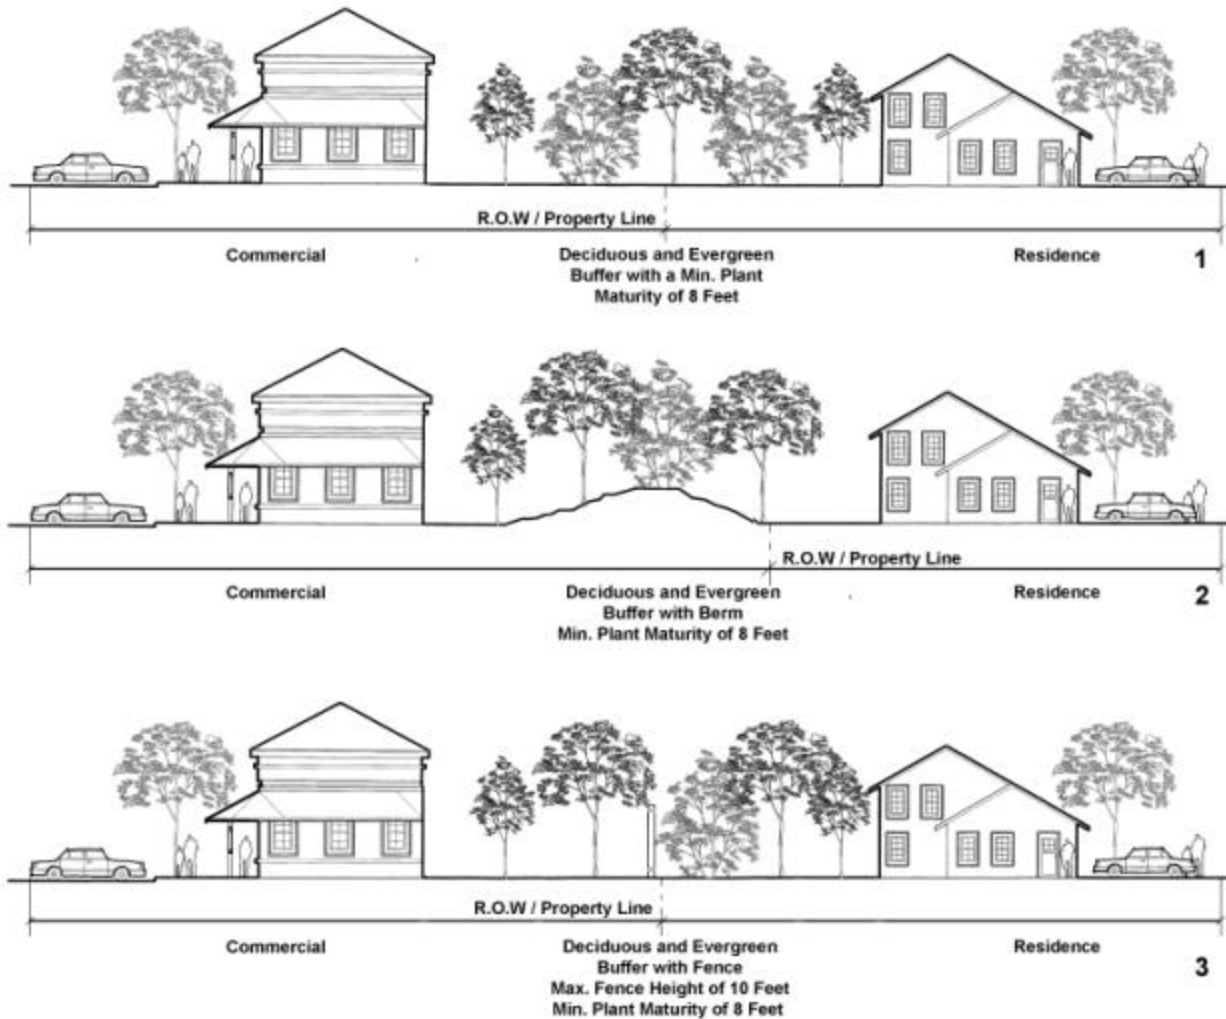 R.O.W / Property Line
Commercial
Deciduous and Evergreen
Buffer with a Min. Plant
Maturity of 8 Feet
Residence
1
R.O.W / Property Line
Commercial
Deciduous and Evergreen
Buffer with Berm
Min. Plant Maturity of 8 Feet
Residence
2
R.O.W / Property Line
Commercial
Deciduous and Evergreen
Buffer with Fence
Max. Fence Height of 10 Feet
Min. Plant Maturity of 8 Feet
Residence
3